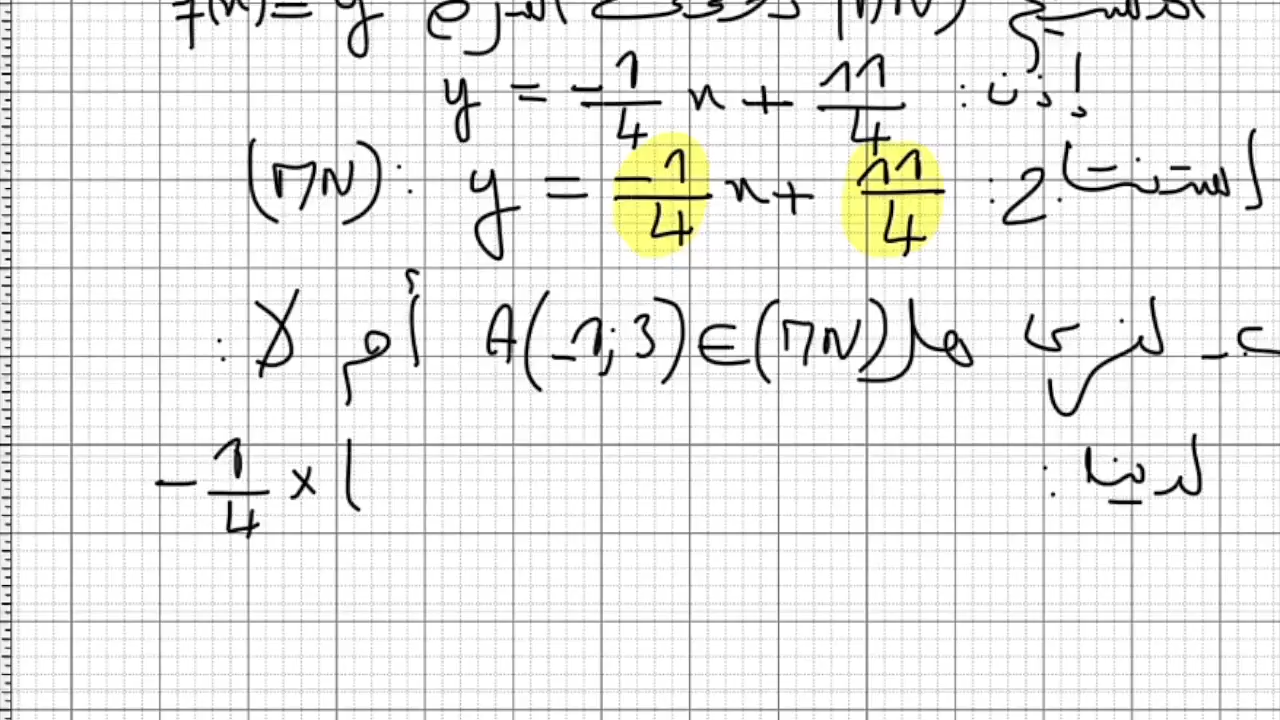 y = -1/4 x + 11/4 إذن :
استنتاج : (MN) : y = -1/4 x + 11/4
لنرى هل A(-1;3) ∈ (MN) أم لا ؟ :
لدينا : -1/4 × (